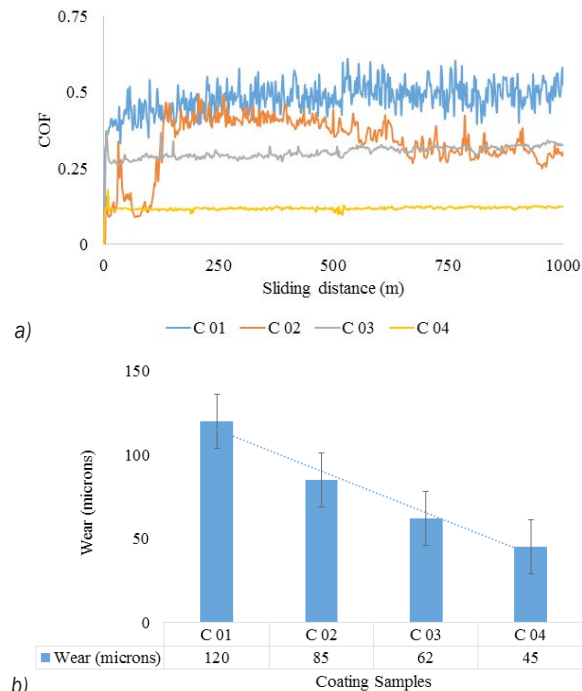 0.75
0.5
0.25
0
COF
0 250 500 750 1000
Sliding distance (m)
a)
C 01 C 02 C 03 C 04
150
100
50
0
Wear (microns)
C 01 C 02 C 03 C 04
Wear (microns) 120 85 62 45
b)
Coating Samples